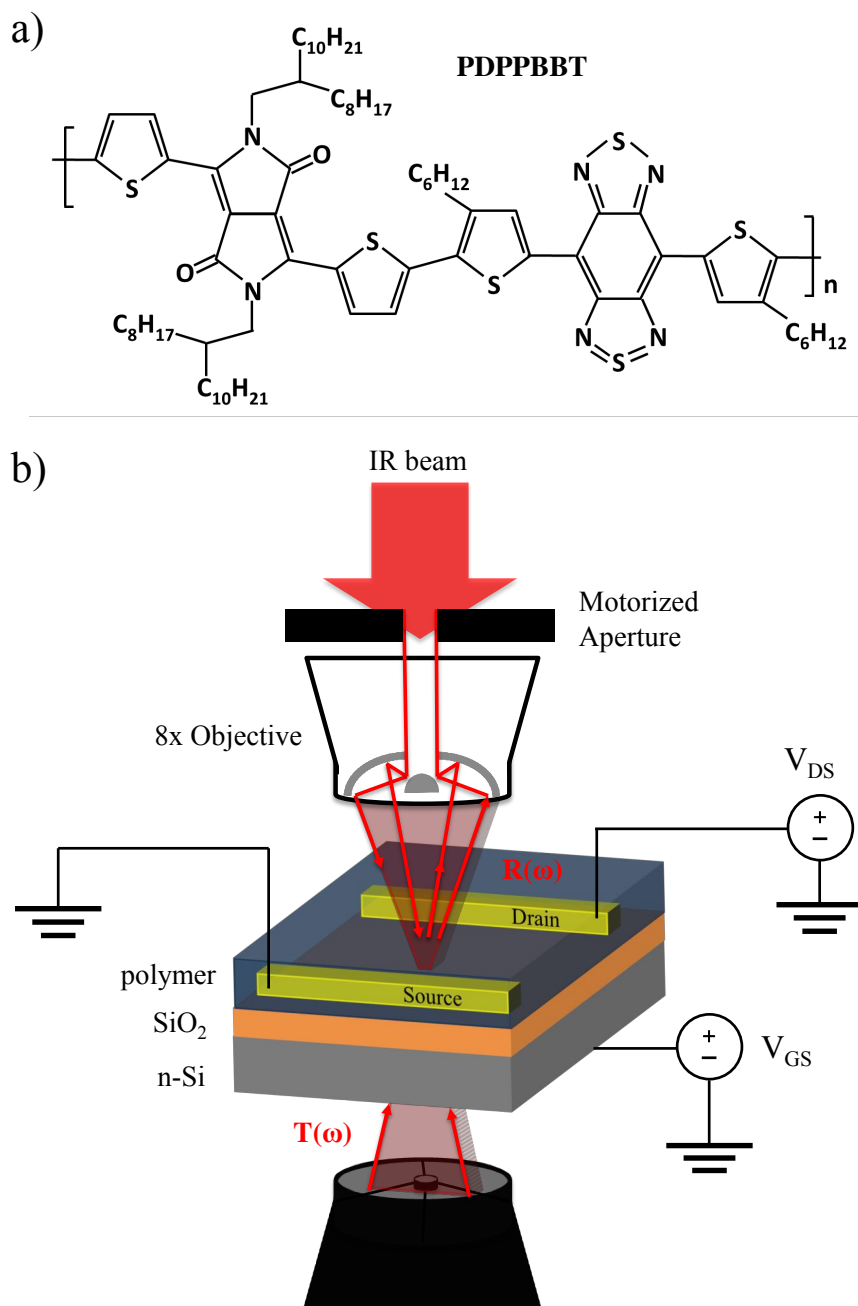 a)
PDPPBBT
C10H21
C8H17
S
N
O
O
N
S
C8H17
C10H21
C6H12
S
S
N
N
N
S
N
S
C6H12
n
b)
IR beam
Motorized
Aperture
8x Objective
VDS
+
−
R(ω)
Drain
polymer
Source
SiO2
n-Si
+
−
VGS
T(ω)